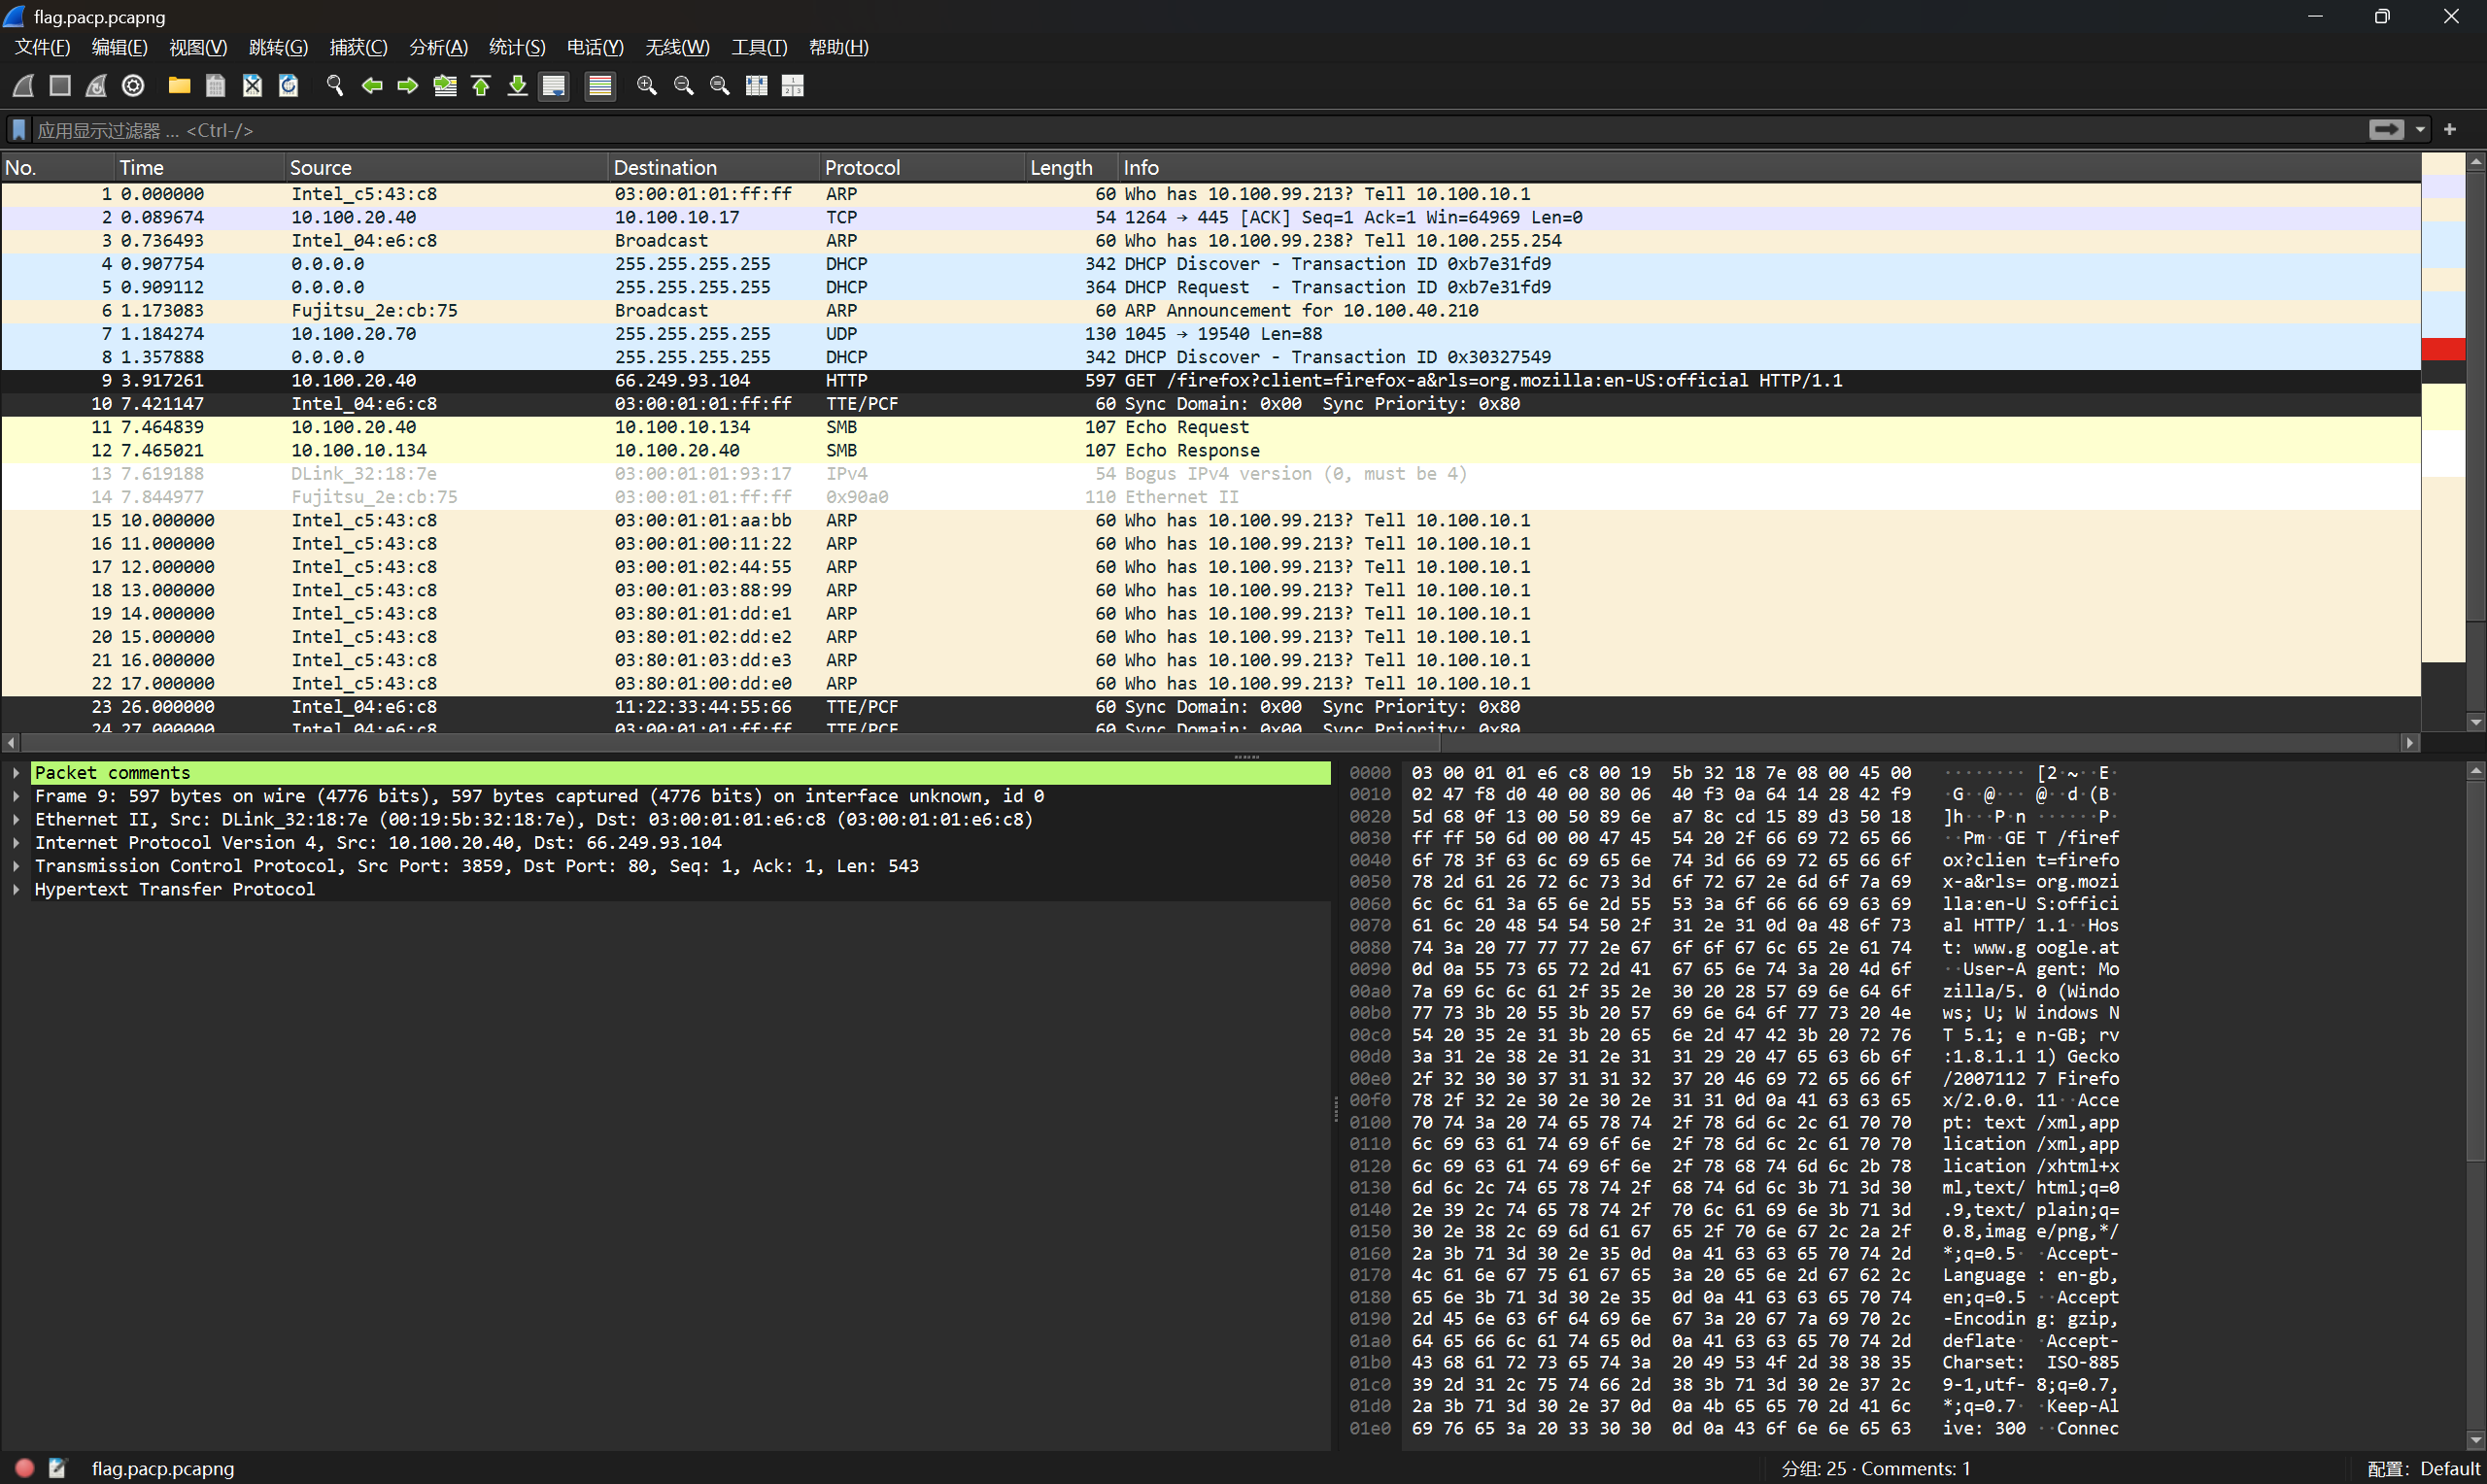 flag.pacp.pcapng
文件(F) 编辑(E) 视图(V) 跳转(G) 捕获(C) 分析(A) 统计(S) 电话(Y) 无线(W) 工具(T) 帮助(H)
应用显示过滤器 … <Ctrl-/>
No. Time Source Destination Protocol Length Info
1 0.000000 Intel_c5:43:c8 03:00:01:01:ff:ff ARP 60 Who has 10.100.99.213? Tell 10.100.10.1
2 0.089674 10.100.20.40 10.100.10.17 TCP 54 1264 → 445 [ACK] Seq=1 Ack=1 Win=64969 Len=0
3 0.736493 Intel_04:e6:c8 Broadcast ARP 60 Who has 10.100.99.238? Tell 10.100.255.254
4 0.907754 0.0.0.0 255.255.255.255 DHCP 342 DHCP Discover - Transaction ID 0xb7e31fd9
5 0.909112 0.0.0.0 255.255.255.255 DHCP 364 DHCP Request  - Transaction ID 0xb7e31fd9
6 1.173083 Fujitsu_2e:cb:75 Broadcast ARP 60 ARP Announcement for 10.100.40.210
7 1.184274 10.100.20.70 255.255.255.255 UDP 130 1045 → 19540 Len=88
8 1.357888 0.0.0.0 255.255.255.255 DHCP 342 DHCP Discover - Transaction ID 0x30327549
9 3.917261 10.100.20.40 66.249.93.104 HTTP 597 GET /firefox?client=firefox-a&rls=org.mozilla:en-US:official HTTP/1.1
10 7.421147 Intel_04:e6:c8 03:00:01:01:ff:ff TTE/PCF 60 Sync Domain: 0x00  Sync Priority: 0x80
11 7.464839 10.100.20.40 10.100.10.134 SMB 107 Echo Request
12 7.465021 10.100.10.134 10.100.20.40 SMB 107 Echo Response
13 7.619188 DLink_32:18:7e 03:00:01:01:93:17 IPv4 54 Bogus IPv4 version (0, must be 4)
14 7.844977 Fujitsu_2e:cb:75 03:00:01:01:ff:ff 0x90a0 110 Ethernet II
15 10.000000 Intel_c5:43:c8 03:00:01:01:aa:bb ARP 60 Who has 10.100.99.213? Tell 10.100.10.1
16 11.000000 Intel_c5:43:c8 03:00:01:00:11:22 ARP 60 Who has 10.100.99.213? Tell 10.100.10.1
17 12.000000 Intel_c5:43:c8 03:00:01:02:44:55 ARP 60 Who has 10.100.99.213? Tell 10.100.10.1
18 13.000000 Intel_c5:43:c8 03:00:01:03:88:99 ARP 60 Who has 10.100.99.213? Tell 10.100.10.1
19 14.000000 Intel_c5:43:c8 03:80:01:01:dd:e1 ARP 60 Who has 10.100.99.213? Tell 10.100.10.1
20 15.000000 Intel_c5:43:c8 03:80:01:02:dd:e2 ARP 60 Who has 10.100.99.213? Tell 10.100.10.1
21 16.000000 Intel_c5:43:c8 03:80:01:03:dd:e3 ARP 60 Who has 10.100.99.213? Tell 10.100.10.1
22 17.000000 Intel_c5:43:c8 03:80:01:00:dd:e0 ARP 60 Who has 10.100.99.213? Tell 10.100.10.1
23 26.000000 Intel_04:e6:c8 11:22:33:44:55:66 TTE/PCF 60 Sync Domain: 0x00  Sync Priority: 0x80
24 27.000000 Intel_04:e6:c8 03:00:01:01:ff:ff TTE/PCF 60 Sync Domain: 0x00  Sync Priority: 0x80
Packet comments
Frame 9: 597 bytes on wire (4776 bits), 597 bytes captured (4776 bits) on interface unknown, id 0
Ethernet II, Src: DLink_32:18:7e (00:19:5b:32:18:7e), Dst: 03:00:01:01:e6:c8 (03:00:01:01:e6:c8)
Internet Protocol Version 4, Src: 10.100.20.40, Dst: 66.249.93.104
Transmission Control Protocol, Src Port: 3859, Dst Port: 80, Seq: 1, Ack: 1, Len: 543
Hypertext Transfer Protocol
0000 03 00 01 01 e6 c8 00 19 5b 32 18 7e 08 00 45 00 ········ [2·~··E·
0010 02 47 f8 d0 40 00 80 06 40 f3 0a 64 14 28 42 f9 ·G··@··· @··d·(B·
0020 5d 68 0f 13 00 50 89 6e a7 8c cd 15 89 d3 50 18 ]h···P·n ······P·
0030 ff ff 50 6d 00 00 47 45 54 20 2f 66 69 72 65 66 ··Pm··GE T /firef
0040 6f 78 3f 63 6c 69 65 6e 74 3d 66 69 72 65 66 6f ox?clien t=firefo
0050 78 2d 61 26 72 6c 73 3d 6f 72 67 2e 6d 6f 7a 69 x-a&rls= org.mozi
0060 6c 6c 61 3a 65 6e 2d 55 53 3a 6f 66 66 69 63 69 lla:en-U S:offici
0070 61 6c 20 48 54 54 50 2f 31 2e 31 0d 0a 48 6f 73 al HTTP/ 1.1··Hos
0080 74 3a 20 77 77 77 2e 67 6f 6f 67 6c 65 2e 61 74 t: www.g oogle.at
0090 0d 0a 55 73 65 72 2d 41 67 65 6e 74 3a 20 4d 6f ··User-A gent: Mo
00a0 7a 69 6c 6c 61 2f 35 2e 30 20 28 57 69 6e 64 6f zilla/5. 0 (Windo
00b0 77 73 3b 20 55 3b 20 57 69 6e 64 6f 77 73 20 4e ws; U; W indows N
00c0 54 20 35 2e 31 3b 20 65 6e 2d 47 42 3b 20 72 76 T 5.1; e n-GB; rv
00d0 3a 31 2e 38 2e 31 2e 31 31 29 20 47 65 63 6b 6f :1.8.1.1 1) Gecko
00e0 2f 32 30 30 37 31 31 32 37 20 46 69 72 65 66 6f /2007112 7 Firefo
00f0 78 2f 32 2e 30 2e 30 2e 31 31 0d 0a 41 63 63 65 x/2.0.0. 11··Acce
0100 70 74 3a 20 74 65 78 74 2f 78 6d 6c 2c 61 70 70 pt: text /xml,app
0110 6c 69 63 61 74 69 6f 6e 2f 78 6d 6c 2c 61 70 70 lication /xml,app
0120 6c 69 63 61 74 69 6f 6e 2f 78 68 74 6d 6c 2b 78 lication /xhtml+x
0130 6d 6c 2c 74 65 78 74 2f 68 74 6d 6c 3b 71 3d 30 ml,text/ html;q=0
0140 2e 39 2c 74 65 78 74 2f 70 6c 61 69 6e 3b 71 3d .9,text/ plain;q=
0150 30 2e 38 2c 69 6d 61 67 65 2f 70 6e 67 2c 2a 2f 0.8,imag e/png,*/
0160 2a 3b 71 3d 30 2e 35 0d 0a 41 63 63 65 70 74 2d *;q=0.5· ·Accept-
0170 4c 61 6e 67 75 61 67 65 3a 20 65 6e 2d 67 62 2c Language : en-gb,
0180 65 6e 3b 71 3d 30 2e 35 0d 0a 41 63 63 65 70 74 en;q=0.5 ··Accept
0190 2d 45 6e 63 6f 64 69 6e 67 3a 20 67 7a 69 70 2c -Encodin g: gzip,
01a0 64 65 66 6c 61 74 65 0d 0a 41 63 63 65 70 74 2d deflate· ·Accept-
01b0 43 68 61 72 73 65 74 3a 20 49 53 4f 2d 38 38 35 Charset:  ISO-885
01c0 39 2d 31 2c 75 74 66 2d 38 3b 71 3d 30 2e 37 2c 9-1,utf- 8;q=0.7,
01d0 2a 3b 71 3d 30 2e 37 0d 0a 4b 65 65 70 2d 41 6c *;q=0.7· ·Keep-Al
01e0 69 76 65 3a 20 33 30 30 0d 0a 43 6f 6e 6e 65 63 ive: 300 ··Connec
flag.pacp.pcapng 分组: 25 · Comments: 1 配置: Default